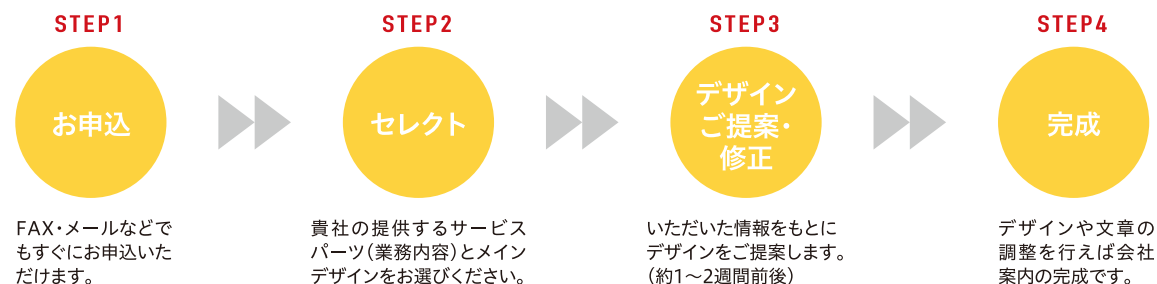 STEP1
お申込
FAX・メールなどで
もすぐにお申込いた
だけます。
STEP2
セレクト
貴社の提供するサービス
パーツ（業務内容）とメイン
デザインをお選びください。
STEP3
デザイン
ご提案・
修正
いただいた情報をもとに
デザインをご提案します。
（約1〜2週間前後）
STEP4
完成
デザインや文章の
調整を行えば会社
案内の完成です。